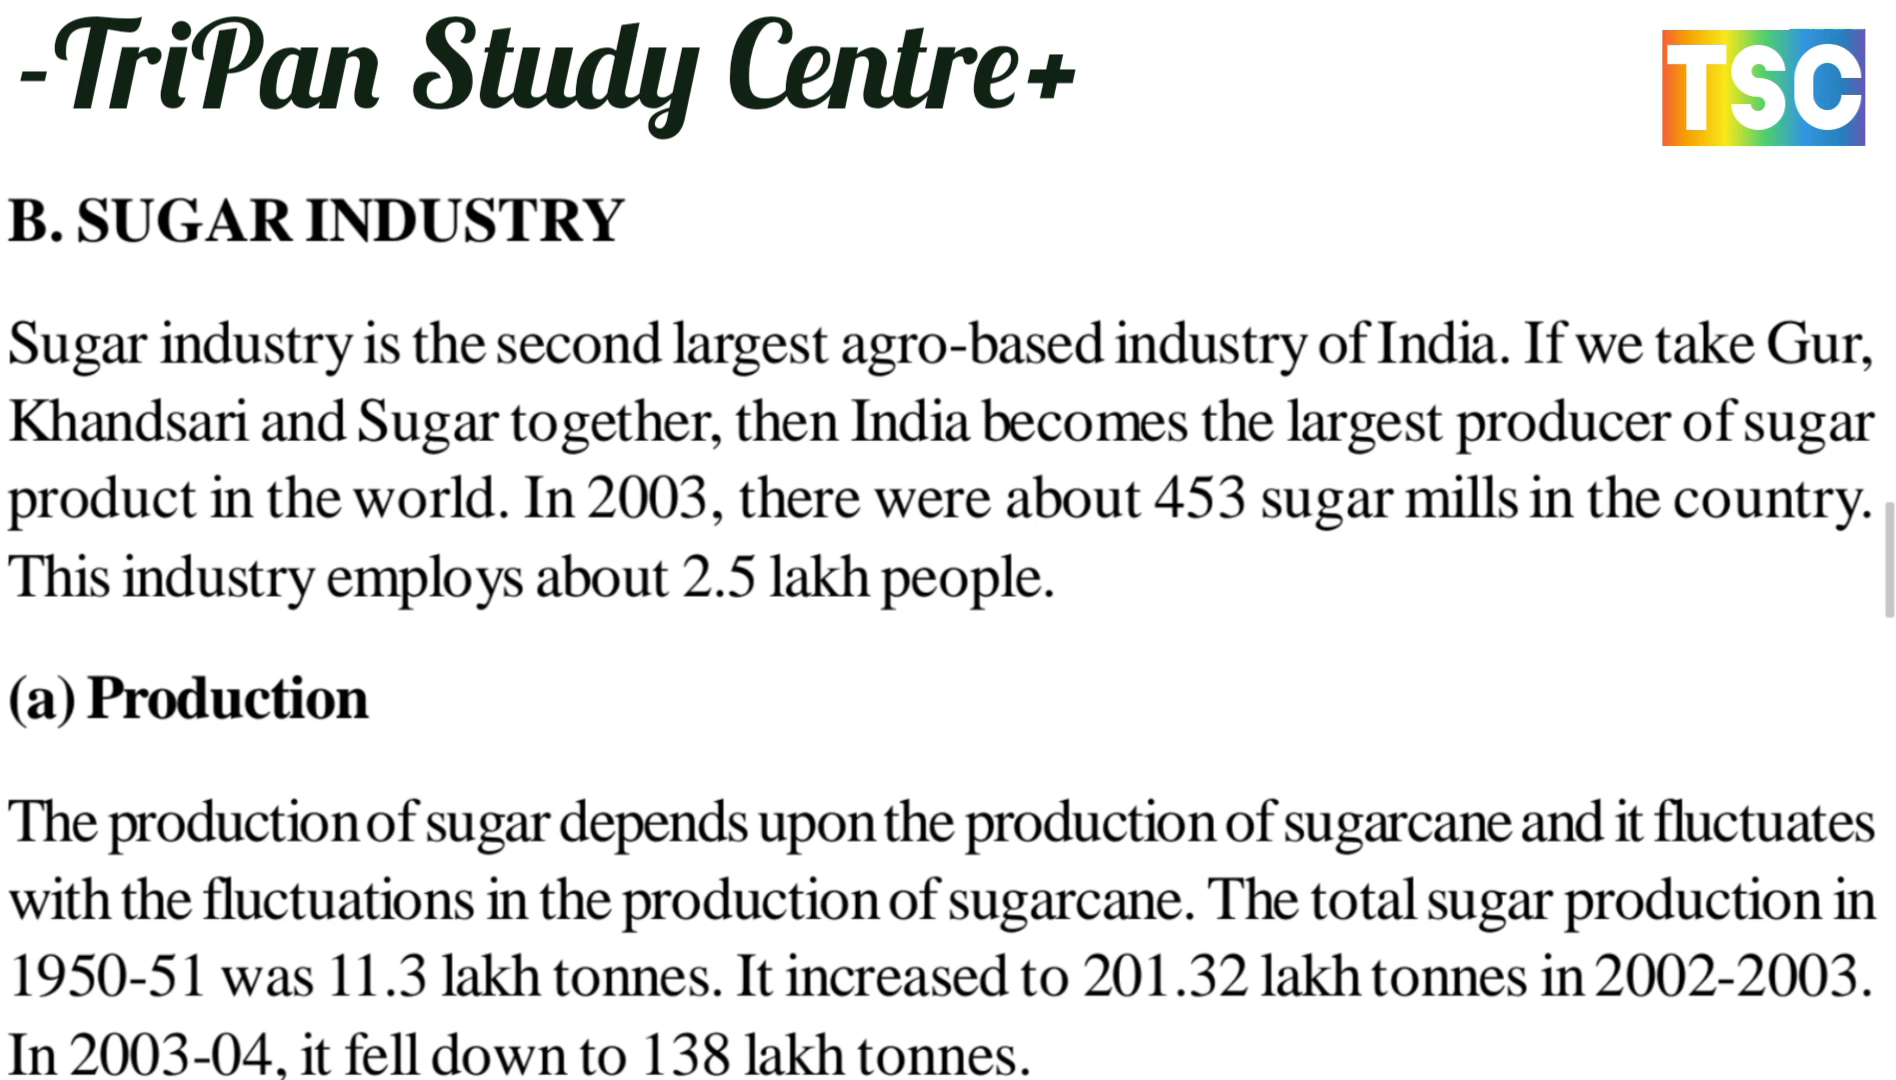 -TriPan Study Centre+
TSC
B. SUGAR INDUSTRY
Sugar industry is the second largest agro-based industry of India. If we take Gur,
Khandsari and Sugar together, then India becomes the largest producer of sugar
product in the world. In 2003, there were about 453 sugar mills in the country.
This industry employs about 2.5 lakh people.
(a) Production
The production of sugar depends upon the production of sugarcane and it fluctuates
with the fluctuations in the production of sugarcane. The total sugar production in
1950-51 was 11.3 lakh tonnes. It increased to 201.32 lakh tonnes in 2002-2003.
In 2003-04, it fell down to 138 lakh tonnes.